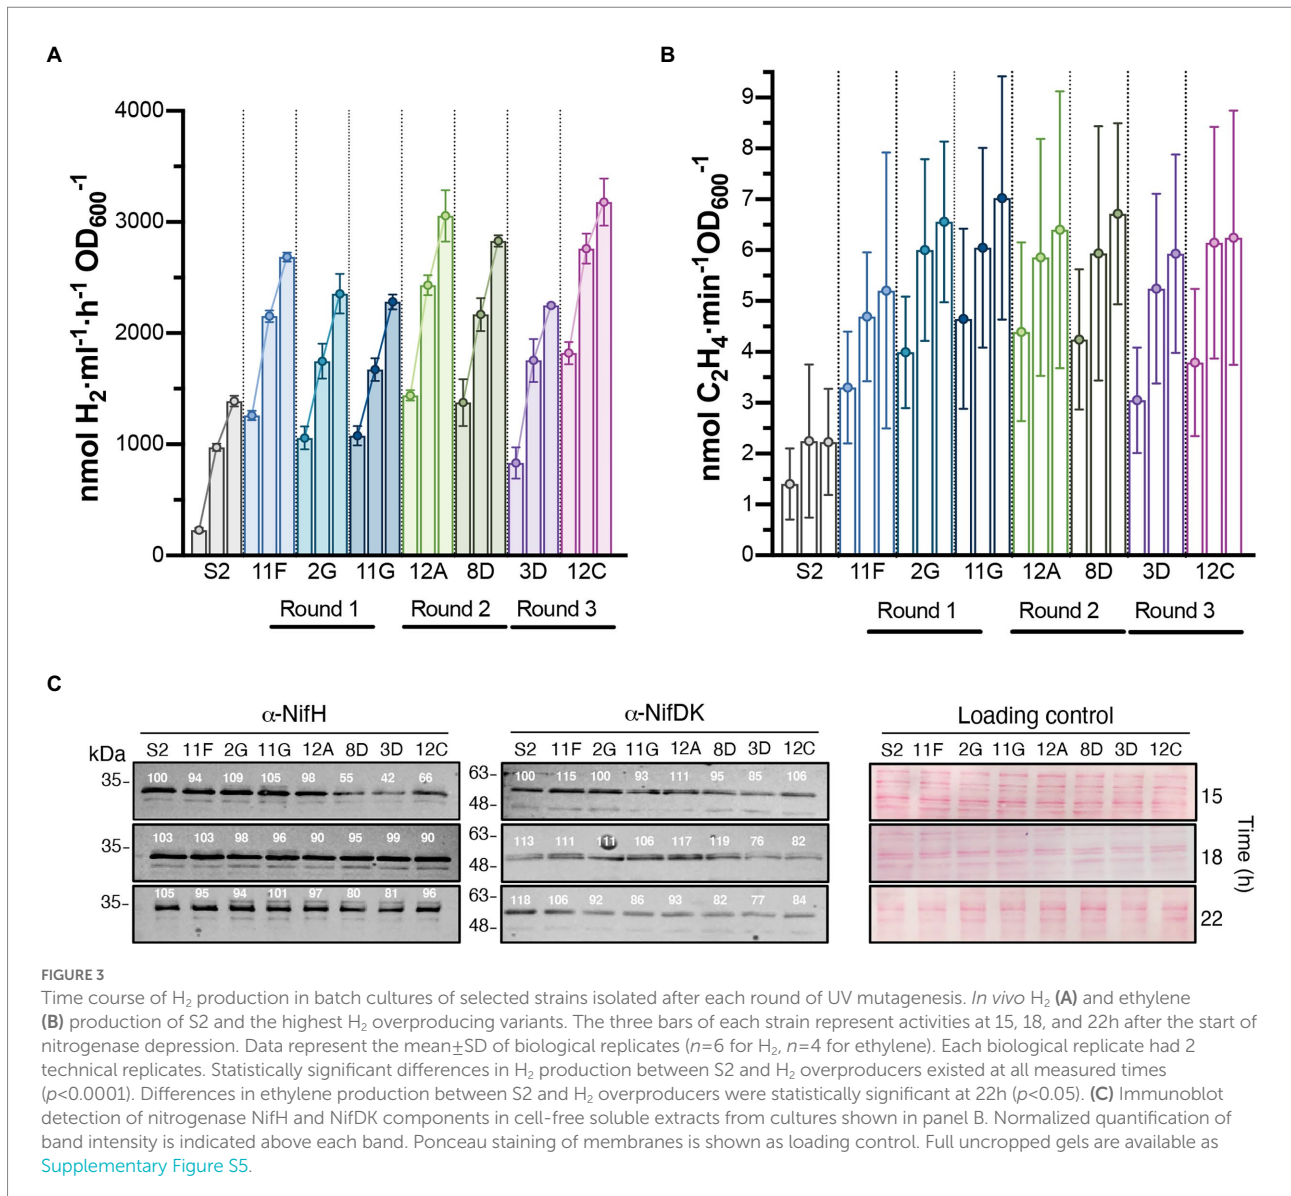 A
nmol H₂·ml⁻¹·h⁻¹ OD₆₀₀⁻¹
4000
3000
2000
1000
0
S2 11F 2G 11G 12A 8D 3D 12C
Round 1 Round 2 Round 3
B
nmol C₂H₄·min⁻¹OD₆₀₀⁻¹
9
8
7
6
5
4
3
2
1
0
S2 11F 2G 11G 12A 8D 3D 12C
Round 1 Round 2 Round 3
C
α-NifH
kDa S2 11F 2G 11G 12A 8D 3D 12C
35-
100 94 109 105 98 55 42 66
35-
103 103 98 96 90 95 99 90
35-
105 95 94 101 97 80 81 96
α-NifDK
S2 11F 2G 11G 12A 8D 3D 12C
63-
48-
100 115 100 93 111 95 85 106
63-
48-
113 111 111 106 117 119 76 82
63-
48-
118 106 92 86 93 82 77 84
Loading control
S2 11F 2G 11G 12A 8D 3D 12C
15
18
22
Time (h)
FIGURE 3
Time course of H₂ production in batch cultures of selected strains isolated after each round of UV mutagenesis. In vivo H₂ (A) and ethylene
(B) production of S2 and the highest H₂ overproducing variants. The three bars of each strain represent activities at 15, 18, and 22h after the start of
nitrogenase depression. Data represent the mean±SD of biological replicates (n=6 for H₂, n=4 for ethylene). Each biological replicate had 2
technical replicates. Statistically significant differences in H₂ production between S2 and H₂ overproducers existed at all measured times
(p<0.0001). Differences in ethylene production between S2 and H₂ overproducers were statistically significant at 22h (p<0.05). (C) Immunoblot
detection of nitrogenase NifH and NifDK components in cell-free soluble extracts from cultures shown in panel B. Normalized quantification of
band intensity is indicated above each band. Ponceau staining of membranes is shown as loading control. Full uncropped gels are available as
Supplementary Figure S5.